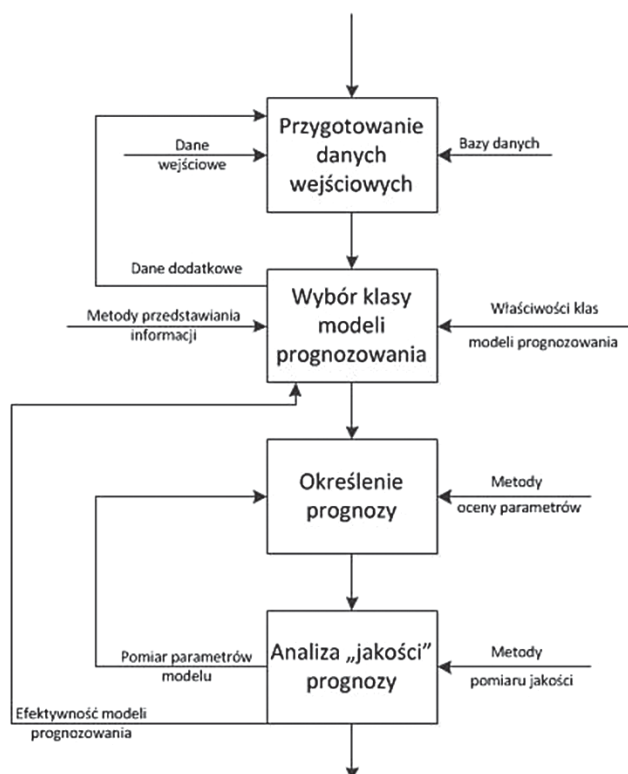 Przygotowanie
danych
wejściowych
Dane
wejściowe
Bazy danych
Dane dodatkowe
Wybór klasy
modeli
prognozowania
Metody przedstawiania
informacji
Właściwości klas
modeli prognozowania
Określenie
prognozy
Metody
oceny parametrów
Analiza „jakości”
prognozy
Pomiar parametrów
modelu
Metody
pomiaru jakości
Efektywność modeli
prognozowania